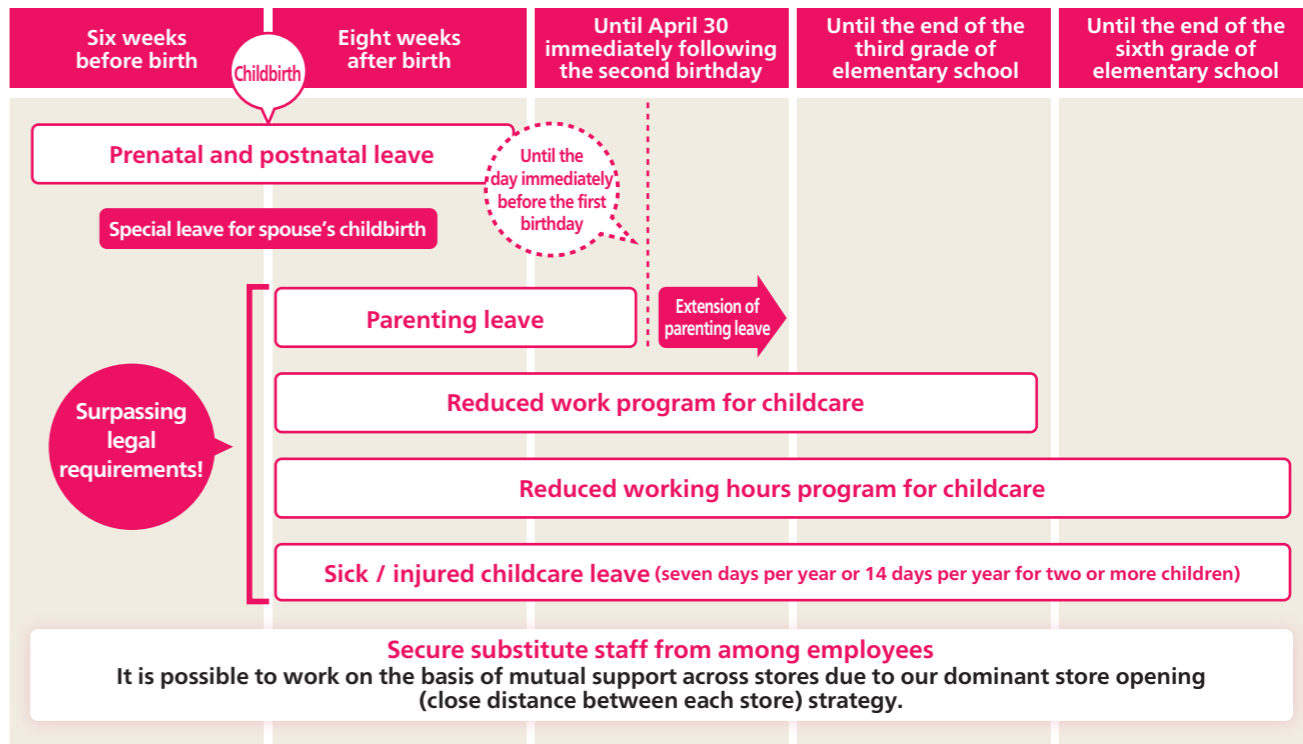 Six weeks
before birth
Childbirth
Eight weeks
after birth
Until April 30
immediately following
the second birthday
Until the end of the
third grade of
elementary school
Until the end of the
sixth grade of
elementary school
Prenatal and postnatal leave
Until the
day immediately
before the first
birthday
Special leave for spouse’s childbirth
Parenting leave
Extension of
parenting leave
Surpassing
legal
requirements!
Reduced work program for childcare
Reduced working hours program for childcare
Sick / injured childcare leave (seven days per year or 14 days per year for two or more children)
Secure substitute staff from among employees
It is possible to work on the basis of mutual support across stores due to our dominant store opening
(close distance between each store) strategy.